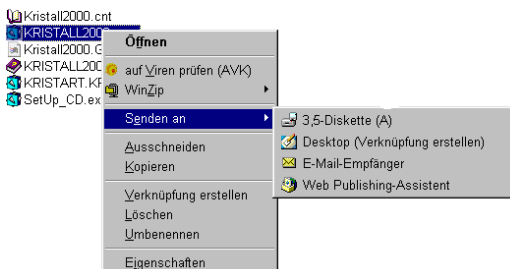 Kristall2000.cnt
KRISTALL200
Kristall2000.G
KRISTALL200
KRISTART.KF
SetUp_CD.ex
Öffnen
auf Viren prüfen (AVK)
WinZip
Senden an
Ausschneiden
Kopieren
Verknüpfung erstellen
Löschen
Umbenennen
Eigenschaften
3,5-Diskette (A)
Desktop (Verknüpfung erstellen)
E-Mail-Empfänger
Web Publishing-Assistent